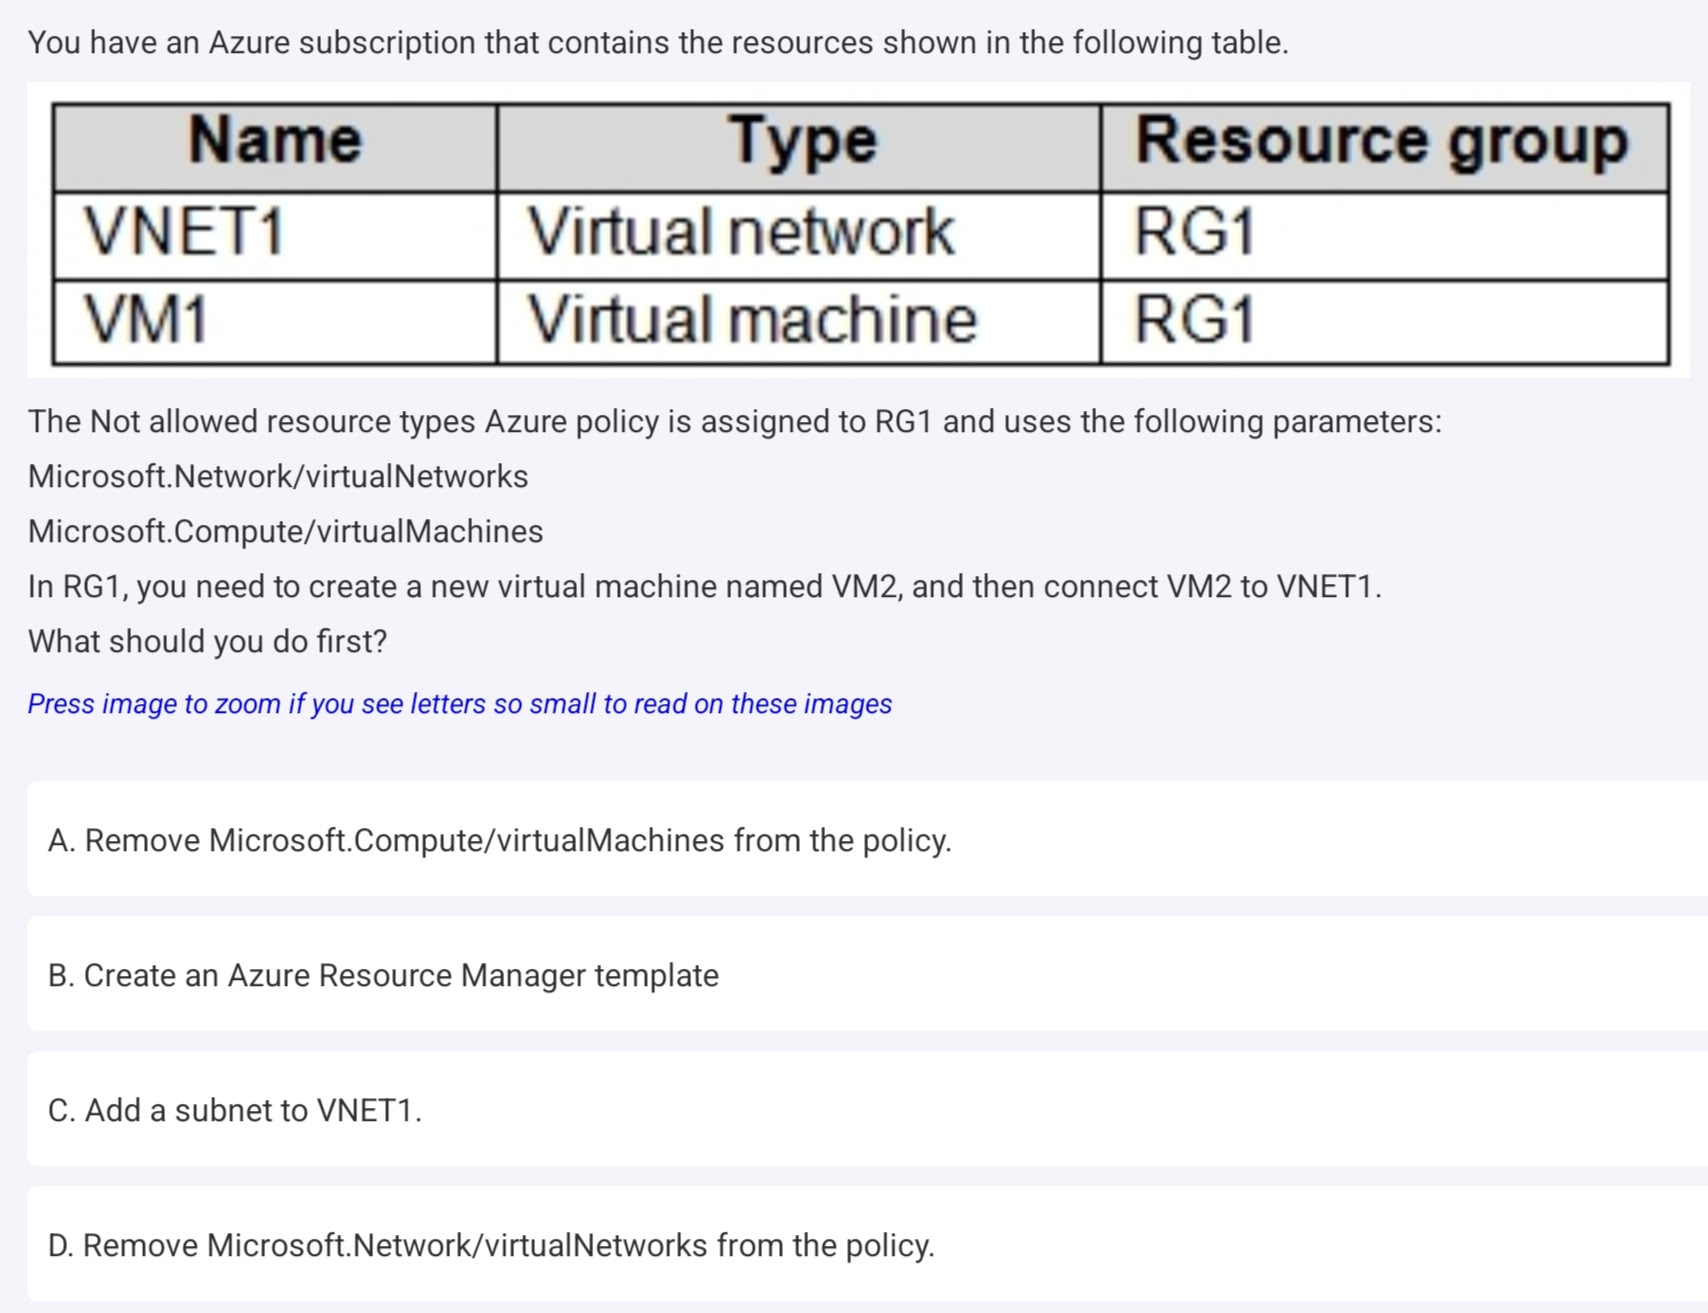 You have an Azure subscription that contains the resources shown in the following table.
Name Type Resource group
VNET1 Virtual network RG1
VM1 Virtual machine RG1
The Not allowed resource types Azure policy is assigned to RG1 and uses the following parameters:
Microsoft.Network/virtualNetworks
Microsoft.Compute/virtualMachines
In RG1, you need to create a new virtual machine named VM2, and then connect VM2 to VNET1.
What should you do first?
Press image to zoom if you see letters so small to read on these images
A. Remove Microsoft.Compute/virtualMachines from the policy.
B. Create an Azure Resource Manager template
C. Add a subnet to VNET1.
D. Remove Microsoft.Network/virtualNetworks from the policy.